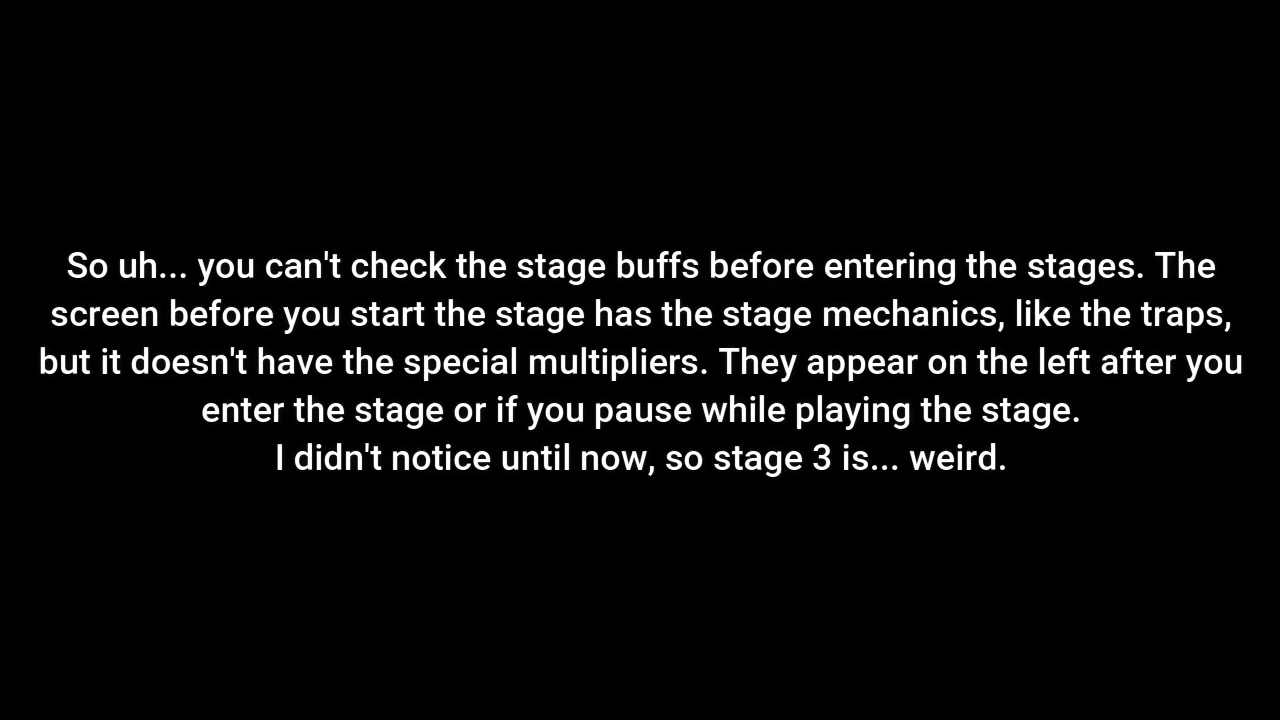 So uh... you can't check the stage buffs before entering the stages. The
screen before you start the stage has the stage mechanics, like the traps,
but it doesn't have the special multipliers. They appear on the left after you
enter the stage or if you pause while playing the stage.
I didn't notice until now, so stage 3 is... weird.